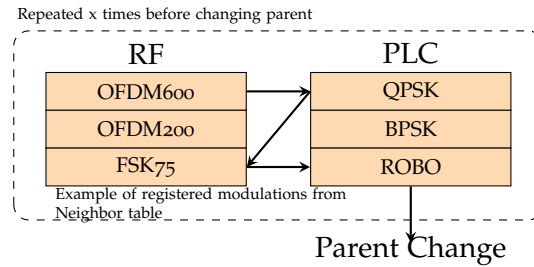 Repeated x times before changing parent
RF
PLC
OFDM600
QPSK
OFDM200
BPSK
FSK75
ROBO
Example of registered modulations from
Neighbor table
Parent Change